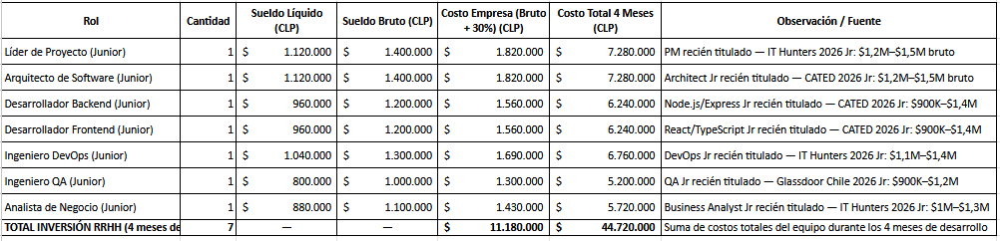 Rol Cantidad Sueldo Líquido (CLP) Sueldo Bruto (CLP) Costo Empresa (Bruto + 30%) (CLP) Costo Total 4 Meses (CLP) Observación / Fuente
Líder de Proyecto (Junior) 1 $ 1.120.000 $ 1.400.000 $ 1.820.000 $ 7.280.000 PM recién titulado — IT Hunters 2026 Jr: $1,2M–$1,5M bruto
Arquitecto de Software (Junior) 1 $ 1.120.000 $ 1.400.000 $ 1.820.000 $ 7.280.000 Architect Jr recién titulado — CATED 2026 Jr: $1,2M–$1,5M bruto
Desarrollador Backend (Junior) 1 $ 960.000 $ 1.200.000 $ 1.560.000 $ 6.240.000 Node.js/Express Jr recién titulado — CATED 2026 Jr: $900K–$1,4M
Desarrollador Frontend (Junior) 1 $ 960.000 $ 1.200.000 $ 1.560.000 $ 6.240.000 React/TypeScript Jr recién titulado — CATED 2026 Jr: $900K–$1,4M
Ingeniero DevOps (Junior) 1 $ 1.040.000 $ 1.300.000 $ 1.690.000 $ 6.760.000 DevOps Jr recién titulado — IT Hunters 2026 Jr: $1,1M–$1,4M
Ingeniero QA (Junior) 1 $ 800.000 $ 1.000.000 $ 1.300.000 $ 5.200.000 QA Jr recién titulado — Glassdoor Chile 2026 Jr: $900K–$1,2M
Analista de Negocio (Junior) 1 $ 880.000 $ 1.100.000 $ 1.430.000 $ 5.720.000 Business Analyst Jr recién titulado — IT Hunters 2026 Jr: $1M–$1,3M
TOTAL INVERSIÓN RRHH (4 meses de 7 — — $ 11.180.000 $ 44.720.000 Suma de costos totales del equipo durante los 4 meses de desarrollo